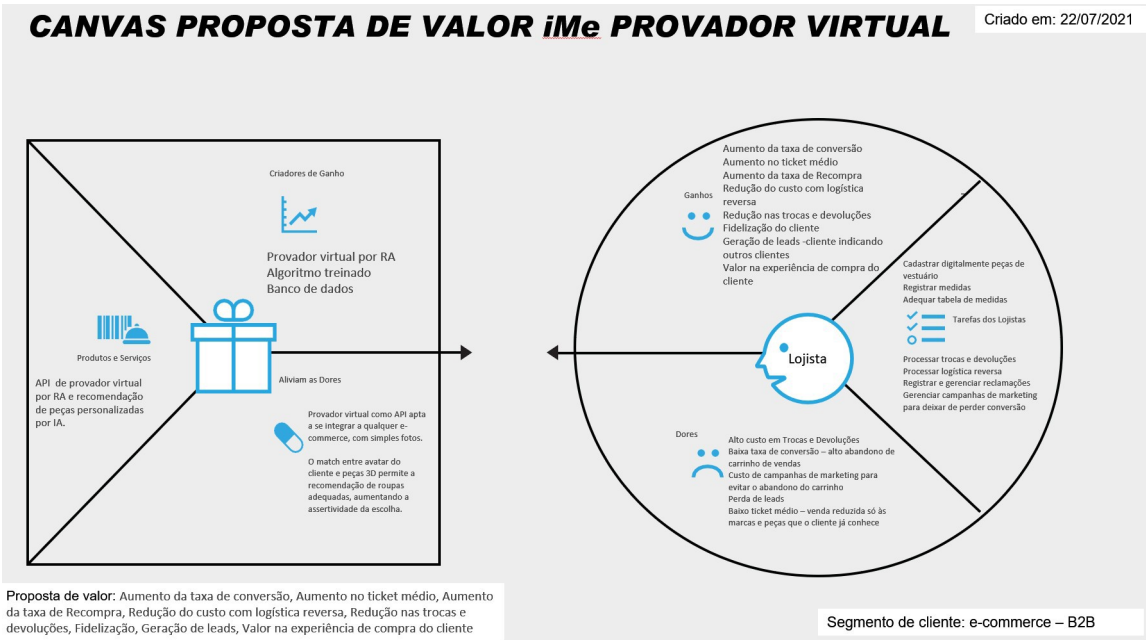 CANVAS PROPOSTA DE VALOR iMe PROVADOR VIRTUAL
Criado em: 22/07/2021
Criadores de Ganho
Provador virtual por RA
Algoritmo treinado
Banco de dados
Produtos e Serviços
API de provador virtual
por RA e recomendação
de peças personalizadas
por IA.
Aliviam as Dores
Provador virtual como API apta
a se integrar a qualquer e-
commerce, com simples fotos.
O match entre avatar do
cliente e peças 3D permite a
recomendação de roupas
adequadas, aumentando a
assertividade da escolha.
Ganhos
Aumento da taxa de conversão
Aumento no ticket médio
Aumento da taxa de Recompra
Redução do custo com logística
reversa
Redução nas trocas e devoluções
Fidelização do cliente
Geração de leads -cliente indicando
outros clientes
Valor na experiência de compra do
cliente
Cadastrar digitalmente peças de
vestuário
Registrar medidas
Adequar tabela de medidas
Tarefas dos Lojistas
Processar trocas e devoluções
Processar logística reversa
Registrar e gerenciar reclamações
Gerenciar campanhas de marketing
para deixar de perder conversão
Lojista
Dores
Alto custo em Trocas e Devoluções
Baixa taxa de conversão – alto abandono de
carrinho de vendas
Custo de campanhas de marketing para
evitar o abandono do carrinho
Perda de leads
Baixo ticket médio – venda reduzida só às
marcas e peças que o cliente já conhece
Proposta de valor: Aumento da taxa de conversão, Aumento no ticket médio, Aumento
da taxa de Recompra, Redução do custo com logística reversa, Redução nas trocas e
devoluções, Fidelização, Geração de leads, Valor na experiência de compra do cliente
Segmento de cliente: e-commerce – B2B